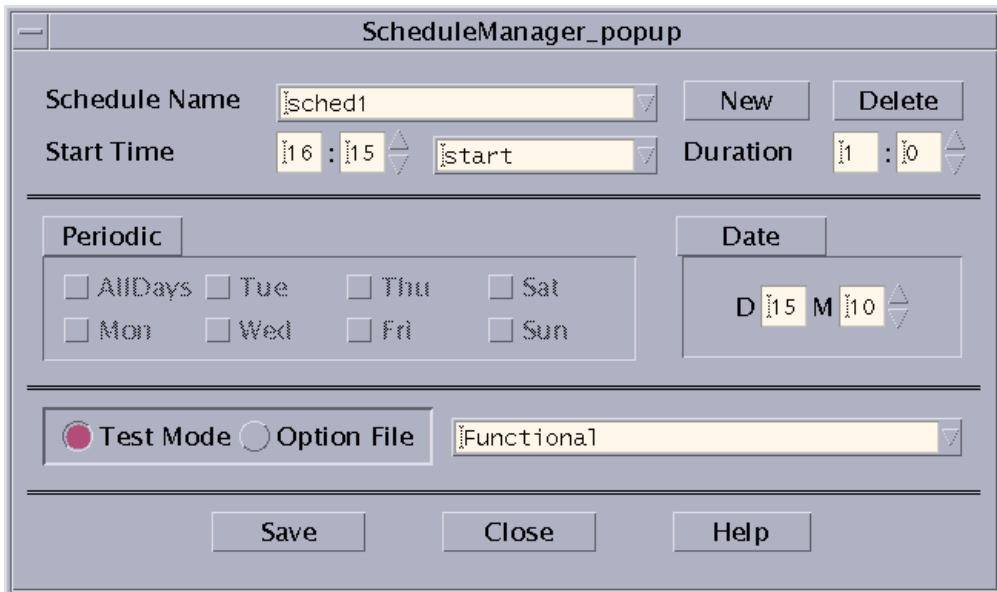 ScheduleManager_popup
Schedule Name sched1 New Delete
Start Time 16 : 15 start Duration 1 : 0
Periodic Date
AllDays Tue Thu Sat
D 15 M 10
Mon Wed Fri Sun
Test Mode Option File Functional
Save Close Help